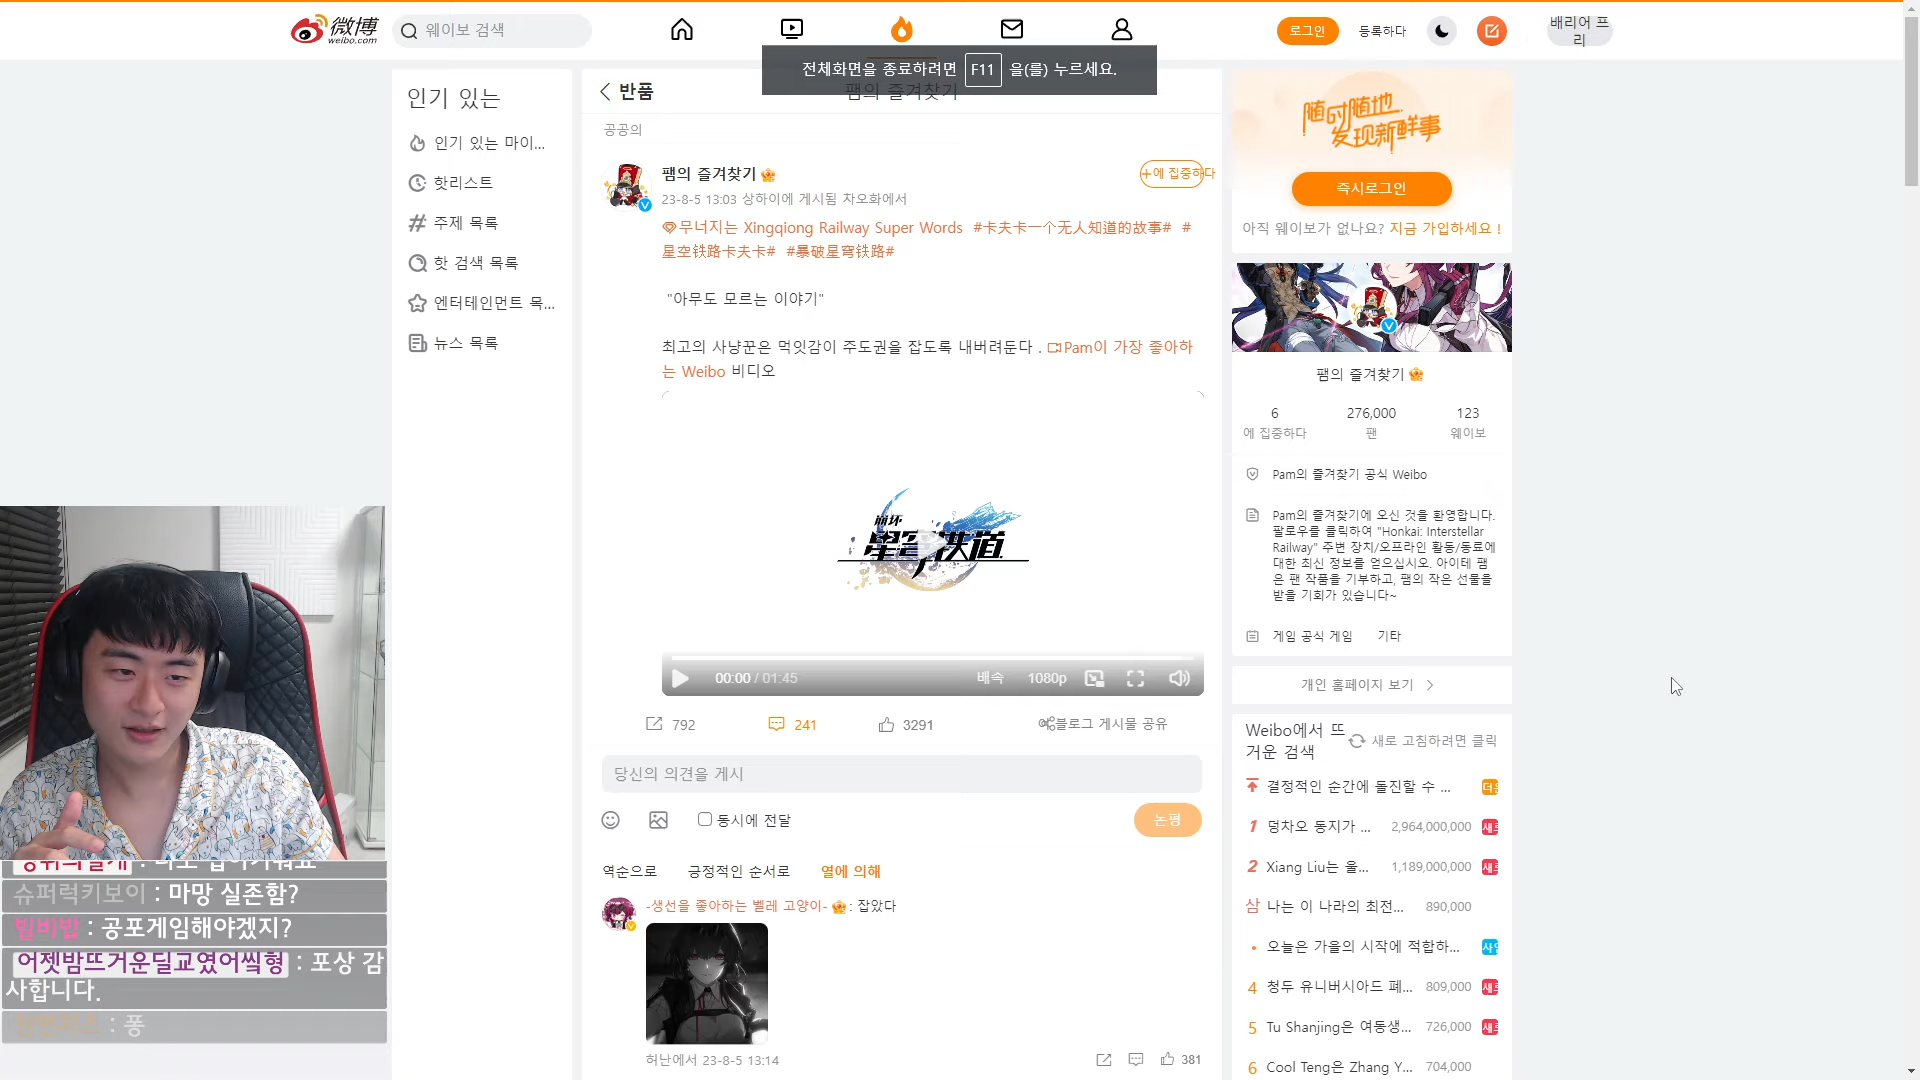 微博
weibo.com
웨이보 검색
로그인
등록하다
배리어 프
리
전체화면을 종료하려면 F11 을(를) 누르세요.
인기 있는
인기 있는 마이...
핫리스트
주제 목록
핫 검색 목록
엔터테인먼트 목...
뉴스 목록
반품
팸의 즐겨찾기
공공의
팸의 즐겨찾기
+에 집중하다
23-8-5 13:03 상하이에 게시됨 차오화에서
무너지는 Xingqiong Railway Super Words #卡夫卡一个无人知道的故事# #
星空铁路卡夫卡# #暴破星穹铁路#
"아무도 모르는 이야기"
최고의 사냥꾼은 먹잇감이 주도권을 잡도록 내버려둔다 . Pam이 가장 좋아하
는 Weibo 비디오
崩坏
星穹铁道
00:00 / 01:45
배속
1080p
792
241
3291
블로그 게시물 공유
당신의 의견을 게시
동시에 전달
논평
역순으로
긍정적인 순서로
열에 의해
-생선을 좋아하는 벨레 고양이- : 잡았다
허난에서 23-8-5 13:14
381
随时随地
发现新鲜事
즉시로그인
아직 웨이보가 없나요? 지금 가입하세요 !
팸의 즐겨찾기
6
에 집중하다
276,000
팬
123
웨이보
Pam의 즐겨찾기 공식 Weibo
Pam의 즐겨찾기에 오신 것을 환영합니다.
팔로우를 클릭하여 "Honkai: Interstellar
Railway" 주변 장치/오프라인 활동/동료에
대한 최신 정보를 얻으십시오. 아이테 팸
은 팬 작품을 기부하고, 팸의 작은 선물을
받을 기회가 있습니다~
게임 공식 게임 기타
개인 홈페이지 보기
Weibo에서 뜨
거운 검색
새로 고침하려면 클릭
결정적인 순간에 돌진할 수 ...
1 덩차오 동지가 ... 2,964,000,000
2 Xiang Liu는 울... 1,189,000,000
삼 나는 이 나라의 최전... 890,000
오늘은 가을의 시작에 적합하...
4 청두 유니버시아드 폐... 809,000
5 Tu Shanjing은 여동생... 726,000
6 Cool Teng은 Zhang Y... 704,000
슈퍼럭키보이 : 마망 실존함?
빌비밥 : 공포게임해야겠지?
어젯밤뜨거운딜교였어씰형 : 포상 감
사합니다.
: 퐁